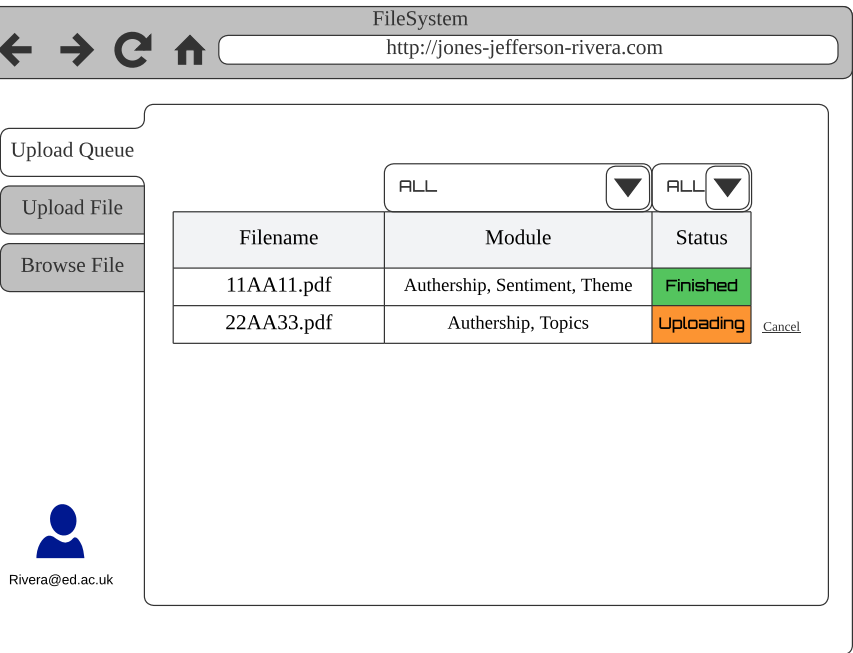 FileSystem
http://jones-jefferson-rivera.com
Upload Queue
Upload File
Browse File
ALL ALL
Filename Module Status
11AA11.pdf Authership, Sentiment, Theme Finished
22AA33.pdf Authership, Topics Uploading Cancel
Rivera@ed.ac.uk